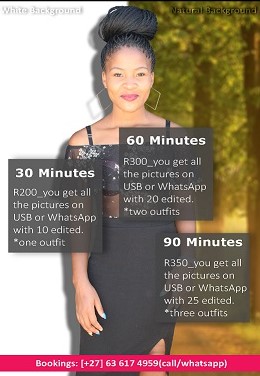 White Background
Natural Background
60 Minutes
R300_you get all
the pictures on
USB or WhatsApp
with 20 edited.
*two outfits
30 Minutes
R200_you get all
the pictures on
USB or WhatsApp
with 10 edited.
*one outfit
90 Minutes
R350_you get all
the pictures on
USB or WhatsApp
with 25 edited.
*three outfits
Bookings: [+27] 63 617 4959(call/whatsapp)